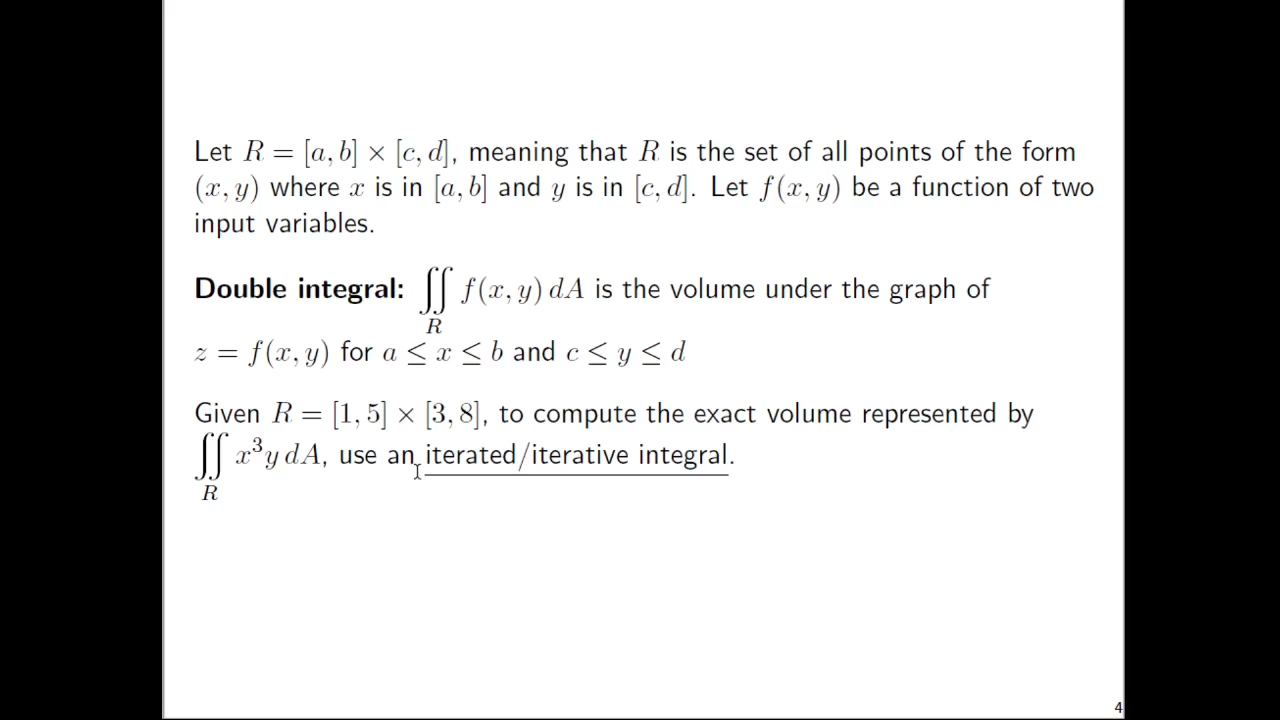 Let R = [a, b] × [c, d], meaning that R is the set of all points of the form
(x, y) where x is in [a, b] and y is in [c, d]. Let f(x, y) be a function of two
input variables.
Double integral: ∬_R f(x, y) dA is the volume under the graph of
z = f(x, y) for a ≤ x ≤ b and c ≤ y ≤ d
Given R = [1, 5] × [3, 8], to compute the exact volume represented by
∬_R x³y dA, use an iterated/iterative integral.
4